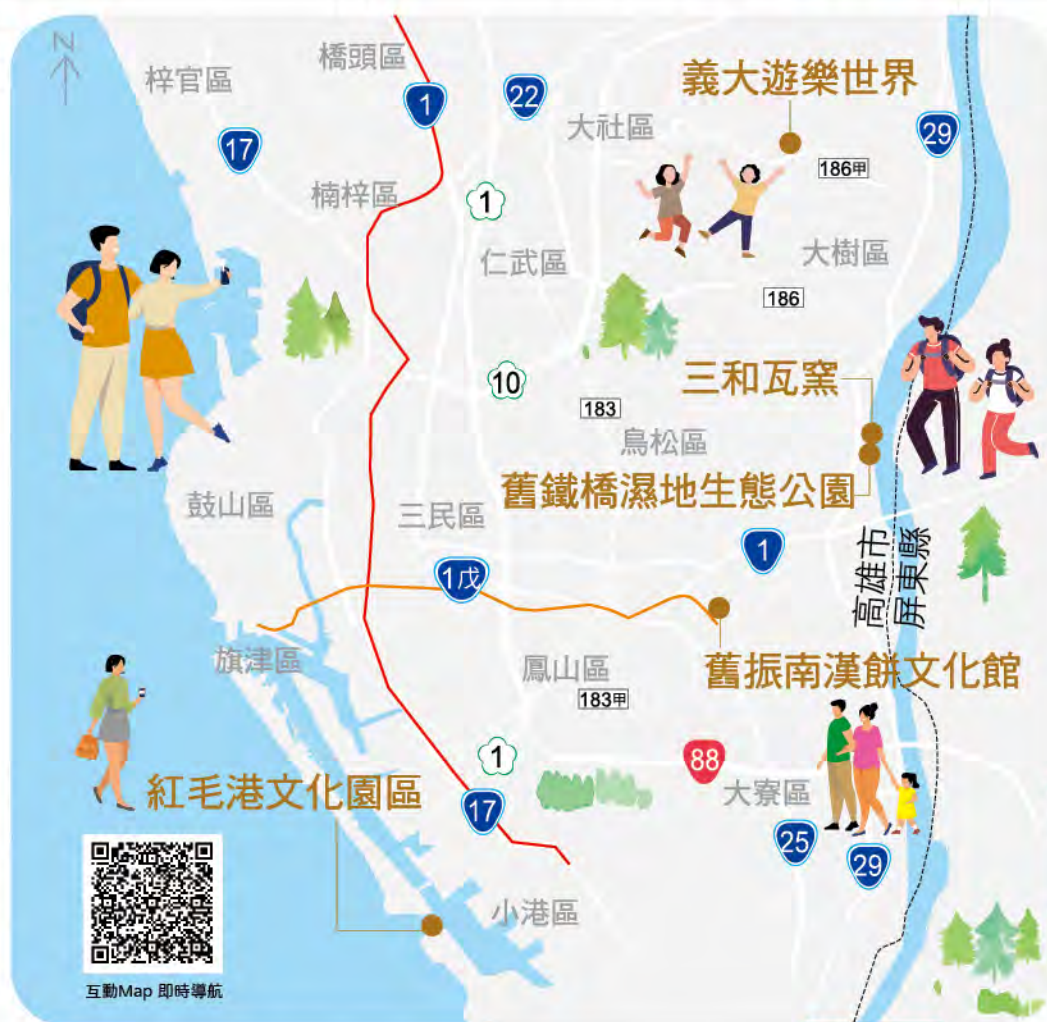 N
橋頭區
梓官區
1
22
義大遊樂世界
17
大社區
29
186甲
楠梓區
1
仁武區
大樹區
186
三和瓦窯
10
183
鳥松區
舊鐵橋濕地生態公園
鼓山區
三民區
1
高雄市
屏東縣
1戊
旗津區
鳳山區
舊振南漢餅文化館
183甲
1
88
紅毛港文化園區
大寮區
17
25
29
小港區
互動Map 即時導航